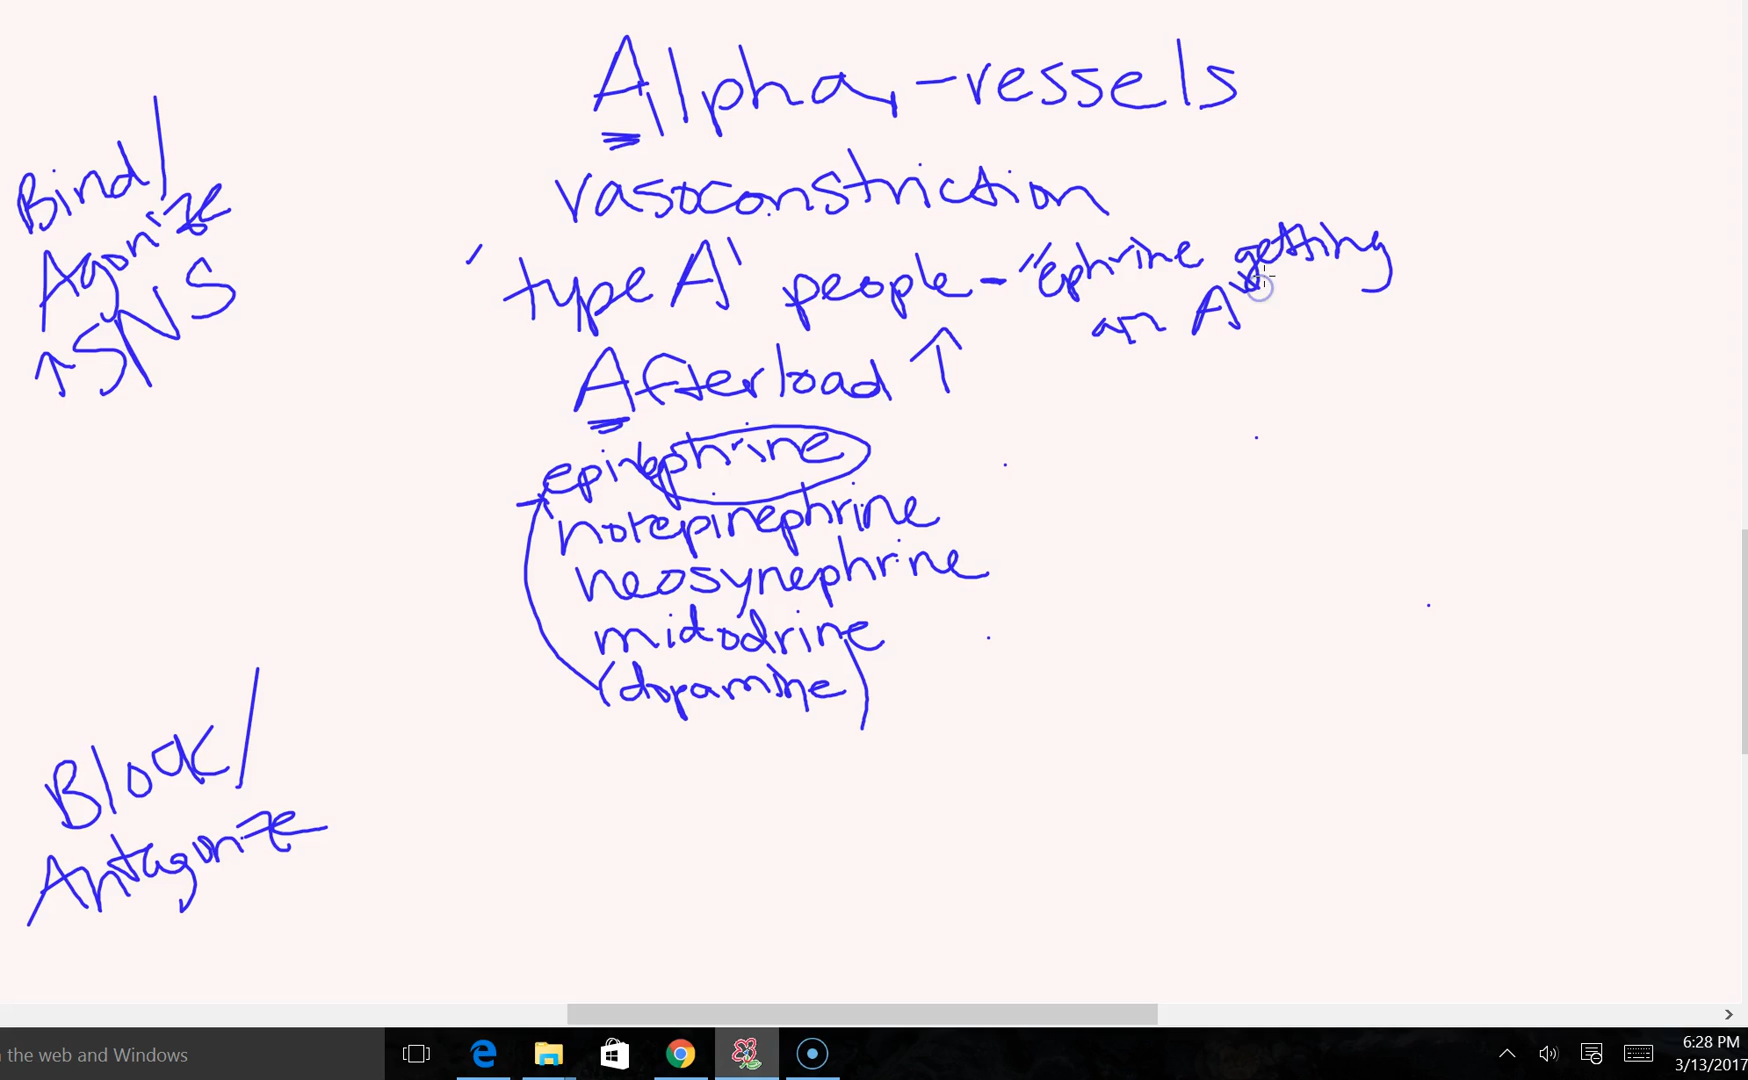 Alpha, -vessels
Bind/
Agonize
↑SNS
vasoconstriction
'type A' people - "ephrine getting
an A"
Afterload ↑
epinephrine
norepinephrine
neosynephrine
midodrine
(dopamine)
Block/
Antagonize
the web and Windows
6:28 PM
3/13/2017